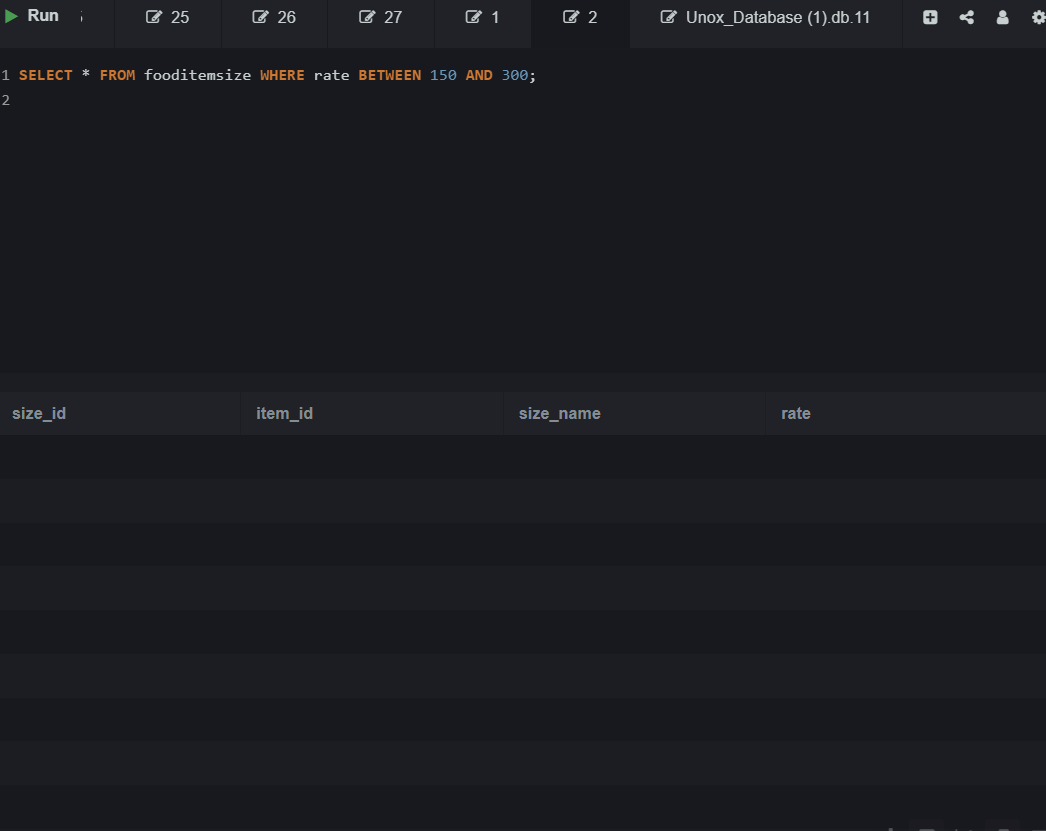 Run 25 26 27 1 2 Unox_Database (1).db.11
1 SELECT * FROM fooditemsize WHERE rate BETWEEN 150 AND 300;
2
size_id item_id size_name rate